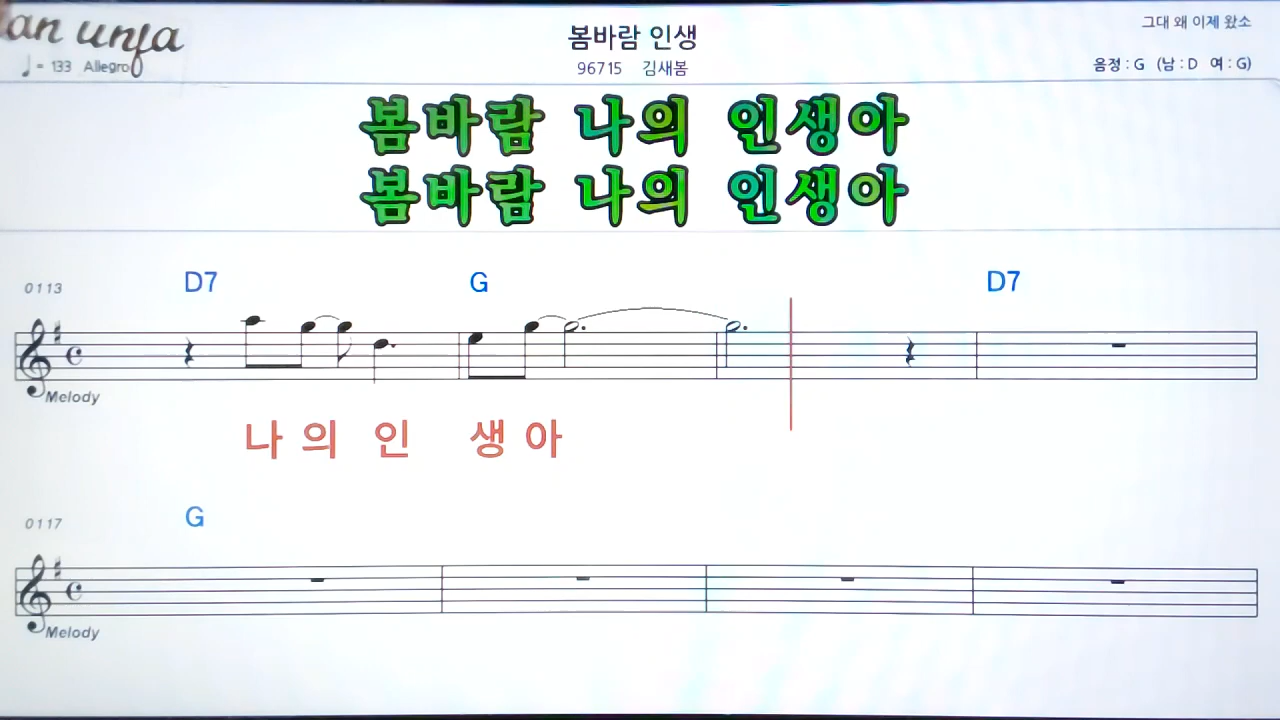 an unja
♩ = 133 Allegro
봄바람 인생
96715 김새봄
그대 왜 이제 왔소
음정 : G (남 : D 여 : G)
봄바람 나의 인생아
봄바람 나의 인생아
0113 D7 G D7
Melody
나 의 인 생 아
0117 G
Melody